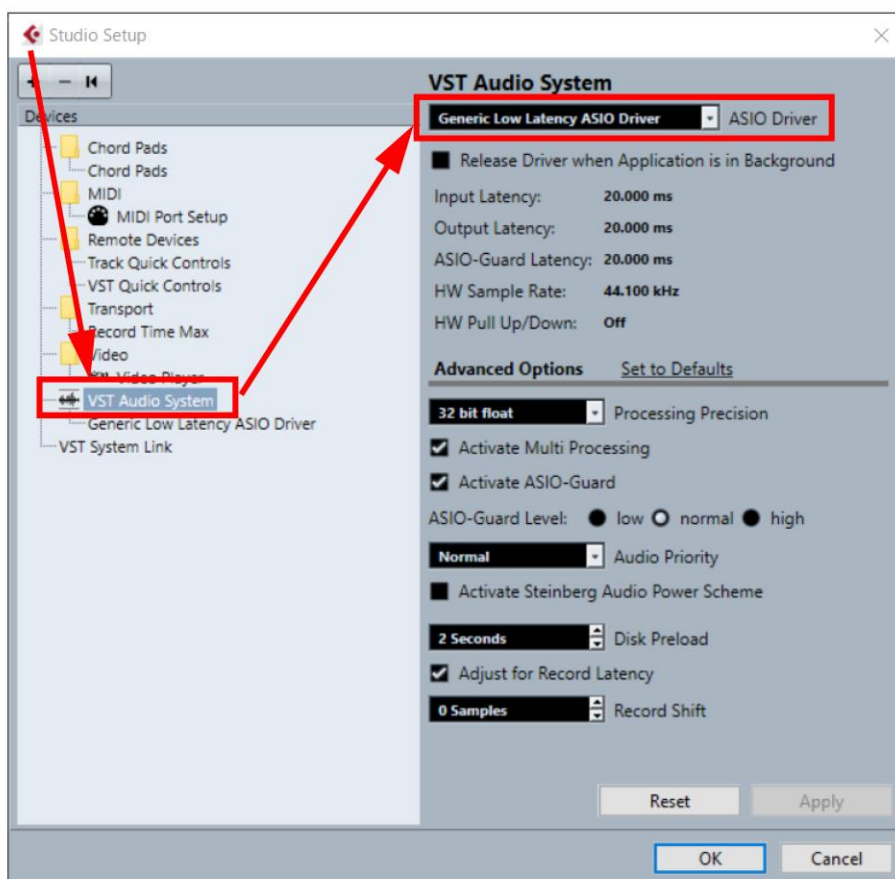 Studio Setup
Devices
Chord Pads
Chord Pads
MIDI
MIDI Port Setup
Remote Devices
Track Quick Controls
VST Quick Controls
Transport
Record Time Max
Video
Video Player
VST Audio System
Generic Low Latency ASIO Driver
VST System Link
VST Audio System
Generic Low Latency ASIO Driver ASIO Driver
Release Driver when Application is in Background
Input Latency: 20.000 ms
Output Latency: 20.000 ms
ASIO-Guard Latency: 20.000 ms
HW Sample Rate: 44.100 kHz
HW Pull Up/Down: Off
Advanced Options Set to Defaults
32 bit float Processing Precision
Activate Multi Processing
Activate ASIO-Guard
ASIO-Guard Level: low normal high
Normal Audio Priority
Activate Steinberg Audio Power Scheme
2 Seconds Disk Preload
Adjust for Record Latency
0 Samples Record Shift
Reset Apply
OK Cancel